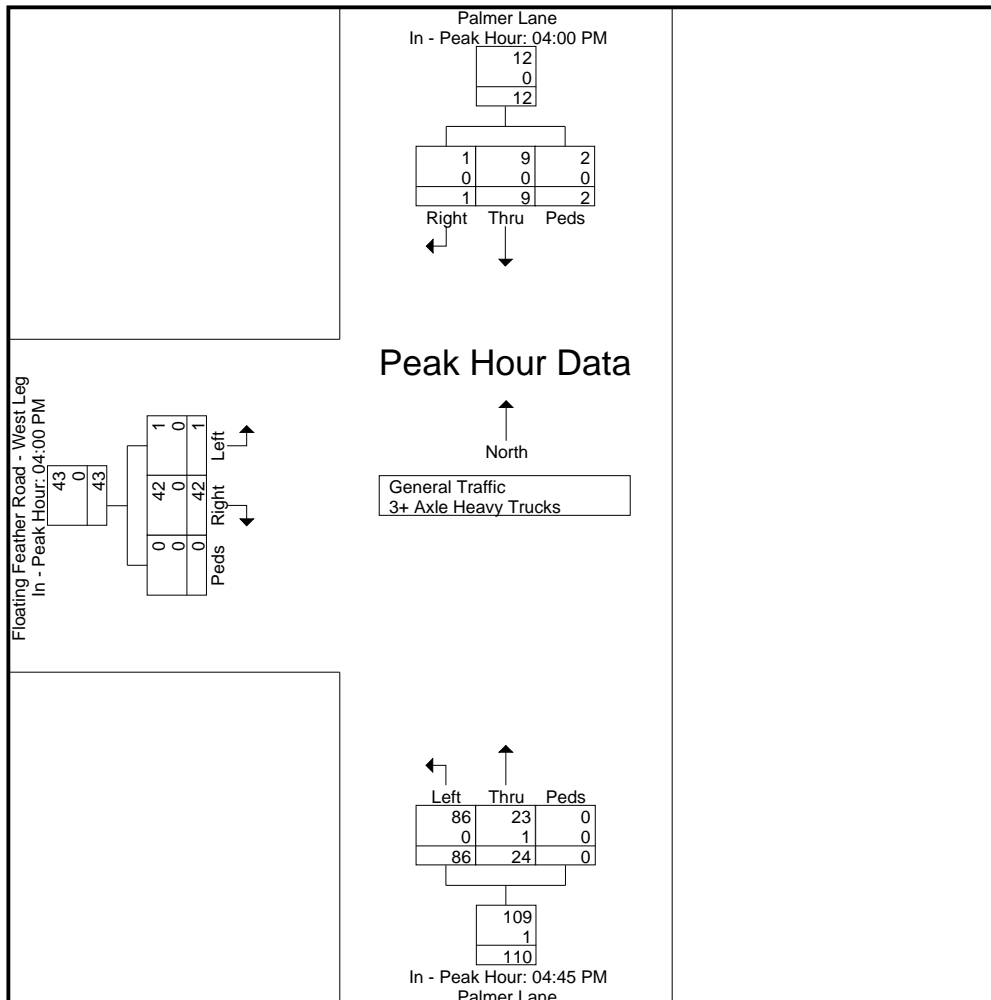 Palmer Lane
In - Peak Hour: 04:00 PM
12
0
12
1 9 2
0 0 0
1 9 2
Right Thru Peds
Peak Hour Data
North
General Traffic
3+ Axle Heavy Trucks
Floating Feather Road - West Leg
In - Peak Hour: 04:00 PM
43
0
43
0 42 1
0 0 0
0 42 1
Peds Right Left
Left Thru Peds
86 23 0
0 1 0
86 24 0
109
1
110
In - Peak Hour: 04:45 PM
Palmer Lane